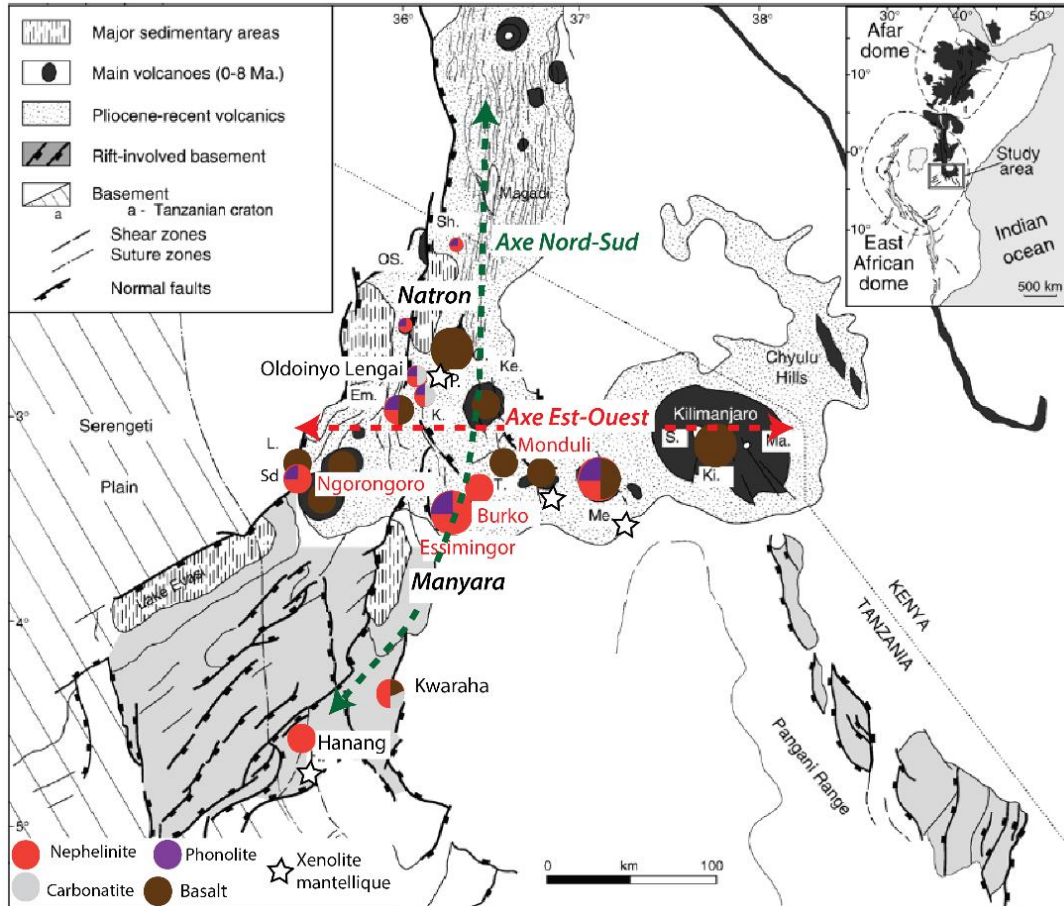 36°
37°
38°
Major sedimentary areas
Main volcanoes (0-8 Ma.)
Pliocene-recent volcanics
Rift-involved basement
Basement
a
a - Tanzanian craton
Shear zones
Suture zones
Normal faults
30°
40°
50°
Afar
dome
10°
0°
Study
area
10°
East
African
dome
Indian
ocean
500 km
Magadi
Sh.
Axe Nord-Sud
OS.
Natron
Chyulu
Hills
Oldoinyo Lengai
P.
Ke.
Em.
K.
3°
Axe Est-Ouest
Kilimanjaro
Serengeti
Plain
L.
Monduli
S.
Ma.
Ki.
Sd
Ngorongoro
T.
Burko
Me.
Essimingor
Lake Eyasi
Manyara
KENYA
TANZANIA
4°
Kwaraha
Hanang
Pangani Range
5°
Nephelinite
Phonolite
Xenolite
mantellique
Carbonatite
Basalt
0
km
100